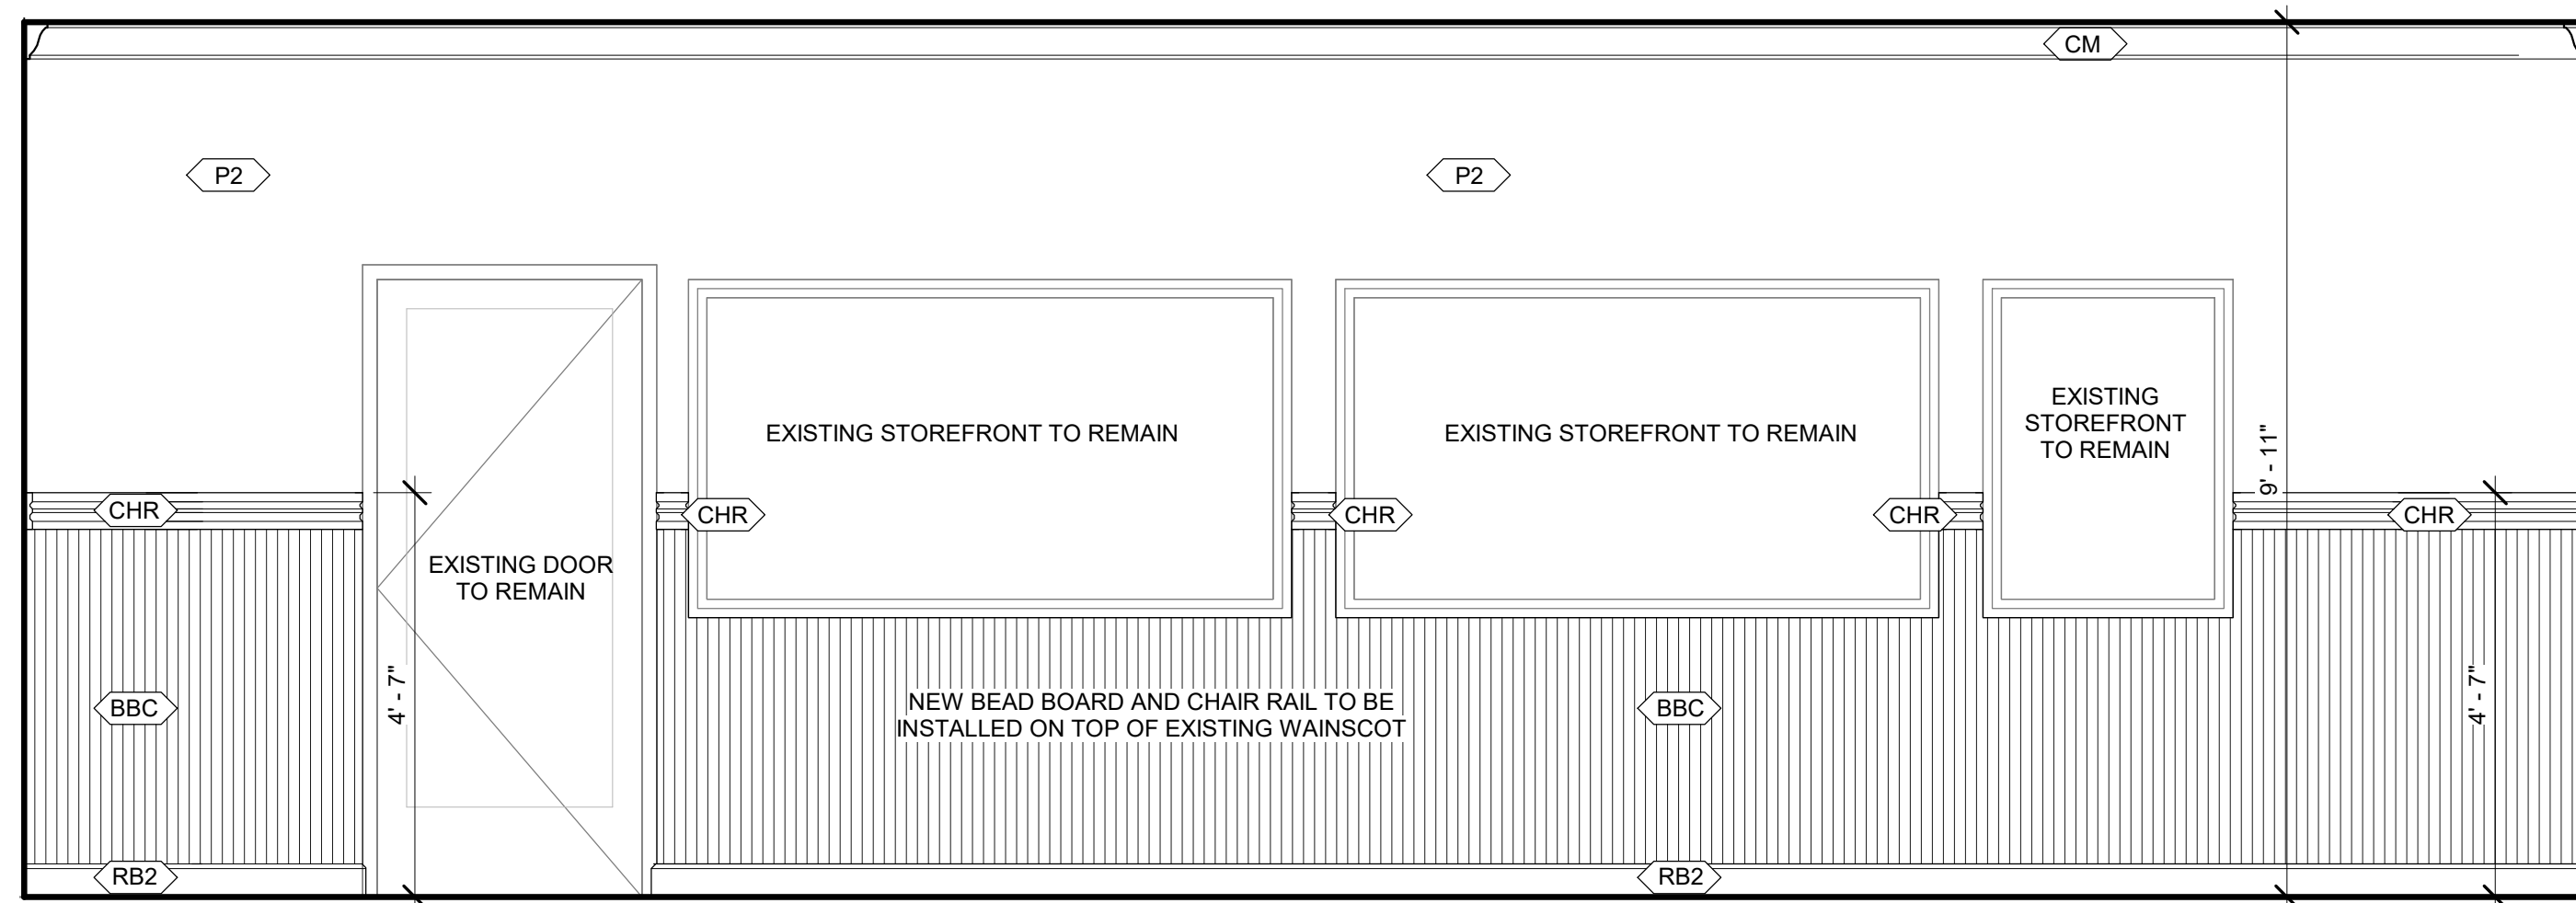 CM
P2
P2
EXISTING
STOREFRONT
TO REMAIN
EXISTING STOREFRONT TO REMAIN
EXISTING STOREFRONT TO REMAIN
9' - 11"
CHR
CHR
CHR
CHR
CHR
EXISTING DOOR
TO REMAIN
4' - 7"
BBC
NEW BEAD BOARD AND CHAIR RAIL TO BE
INSTALLED ON TOP OF EXISTING WAINSCOT
BBC
4' - 7"
RB2
RB2